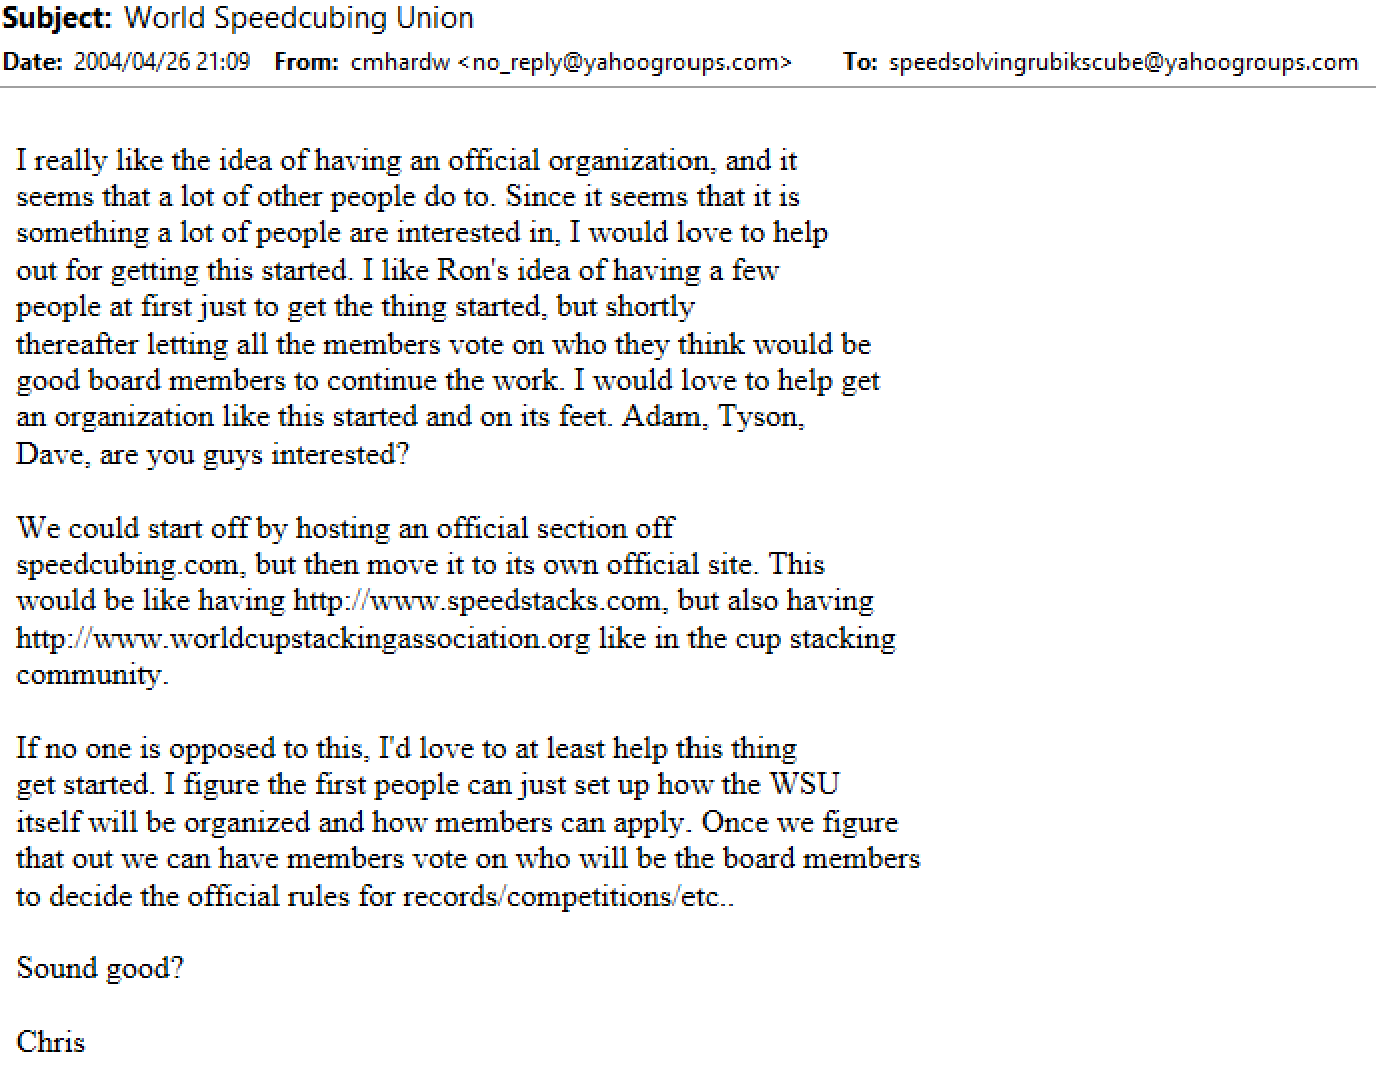 Subject: World Speedcubing Union
Date: 2004/04/26 21:09 From: cmhardw <no_reply@yahoogroups.com> To: speedsolvingrubikscube@yahoogroups.com
I really like the idea of having an official organization, and it
seems that a lot of other people do to. Since it seems that it is
something a lot of people are interested in, I would love to help
out for getting this started. I like Ron's idea of having a few
people at first just to get the thing started, but shortly
thereafter letting all the members vote on who they think would be
good board members to continue the work. I would love to help get
an organization like this started and on its feet. Adam, Tyson,
Dave, are you guys interested?
We could start off by hosting an official section off
speedcubing.com, but then move it to its own official site. This
would be like having http://www.speedstacks.com, but also having
http://www.worldcupstackingassociation.org like in the cup stacking
community.
If no one is opposed to this, I'd love to at least help this thing
get started. I figure the first people can just set up how the WSU
itself will be organized and how members can apply. Once we figure
that out we can have members vote on who will be the board members
to decide the official rules for records/competitions/etc..
Sound good?
Chris